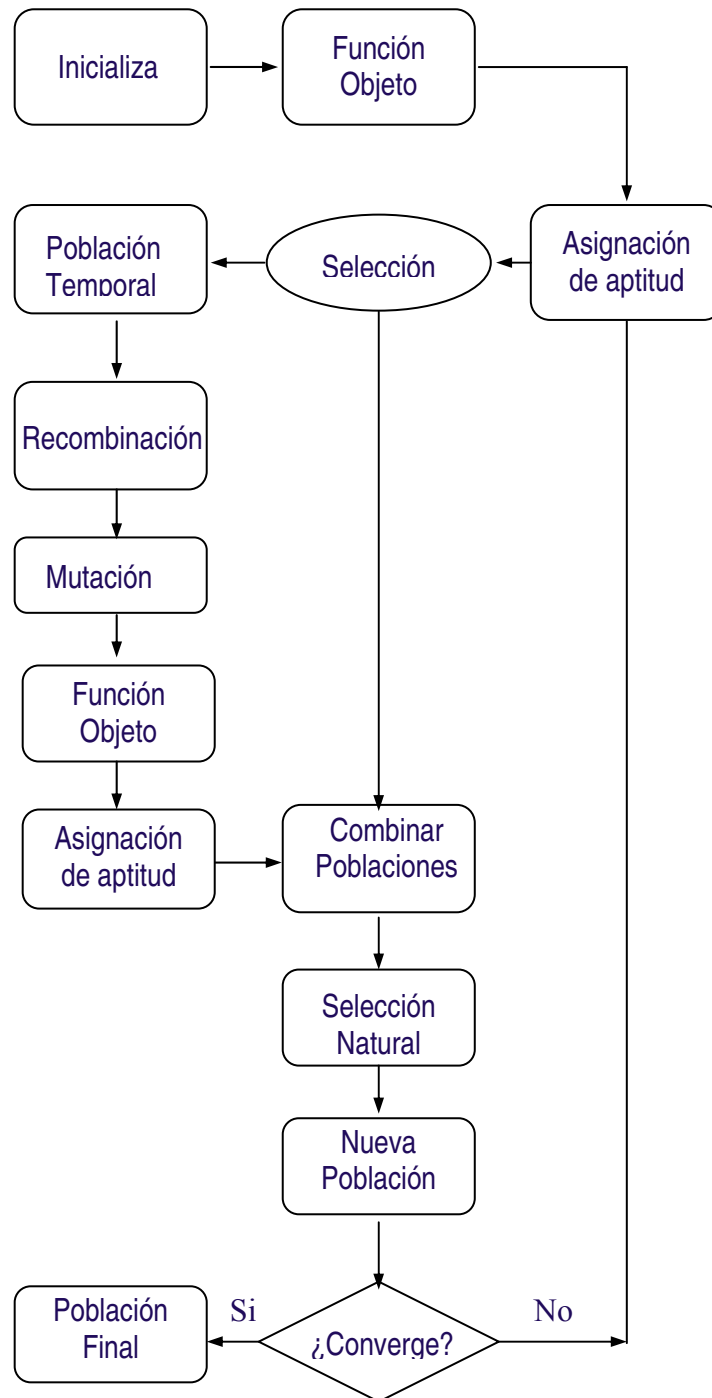 Inicializa
Función
Objeto
Población
Temporal
Selección
Asignación
de aptitud
Recombinación
Mutación
Función
Objeto
Asignación
de aptitud
Combinar
Poblaciones
Selección
Natural
Nueva
Población
Población
Final
Si
¿Converge?
No